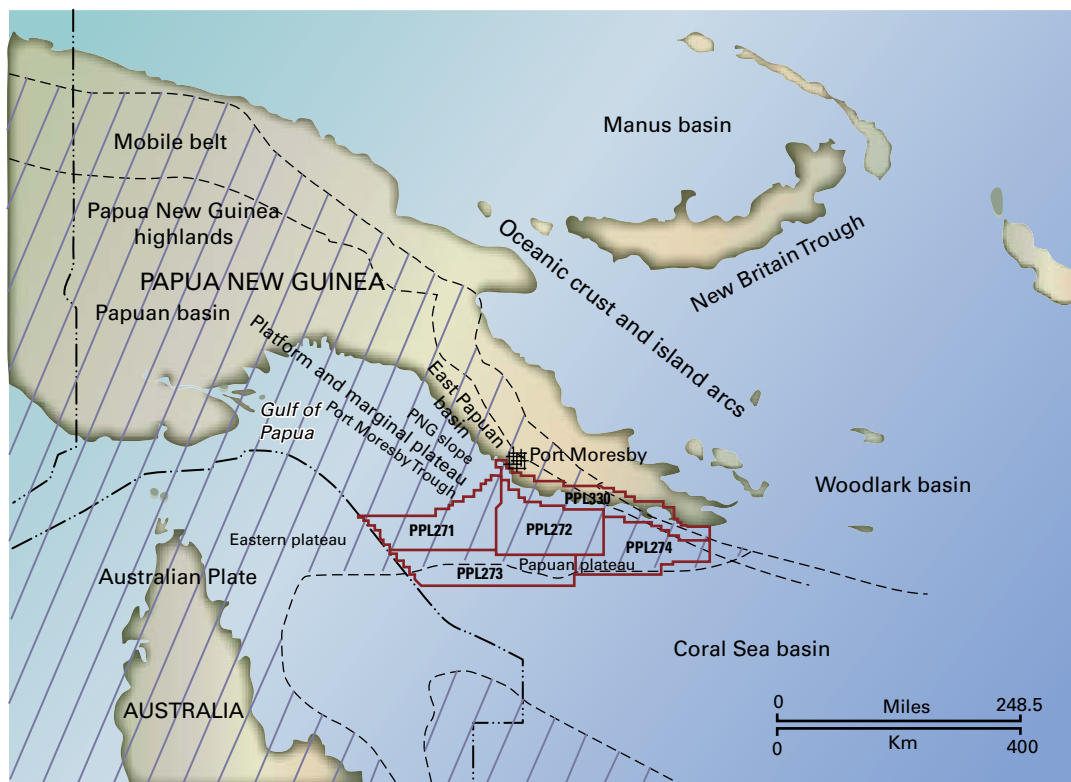 Manus basin
Mobile belt
Papua New Guinea
highlands
Oceanic crust and island arcs
New Britain Trough
PAPUA NEW GUINEA
Papuan basin
Platform and marginal plateau
East Papuan
basin
PNG slope
Port Moresby Trough
Gulf of
Papua
Port Moresby
Woodlark basin
PPL330
PPL271
PPL272
PPL274
Eastern plateau
Papuan plateau
PPL273
Australian Plate
Coral Sea basin
AUSTRALIA
0 Miles 248.5
0 Km 400